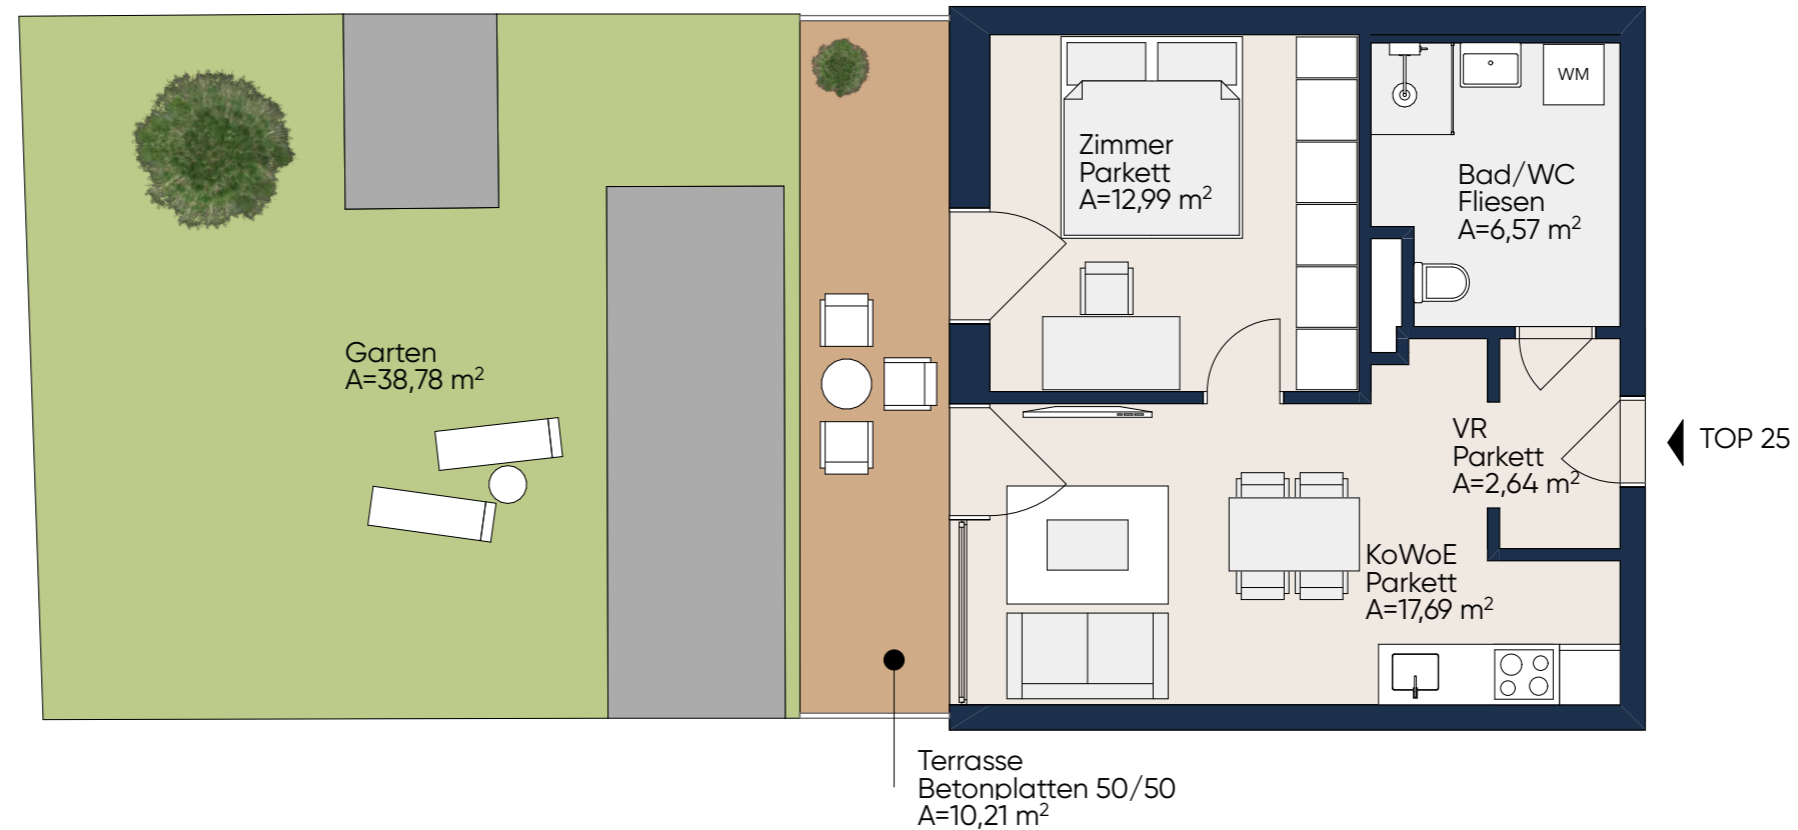 WM
Zimmer
Parkett
A=12,99 m²
Bad/WC
Fliesen
A=6,57 m²
Garten
A=38,78 m²
VR
Parkett
A=2,64 m²
TOP 25
KoWoE
Parkett
A=17,69 m²
Terrasse
Betonplatten 50/50
A=10,21 m²